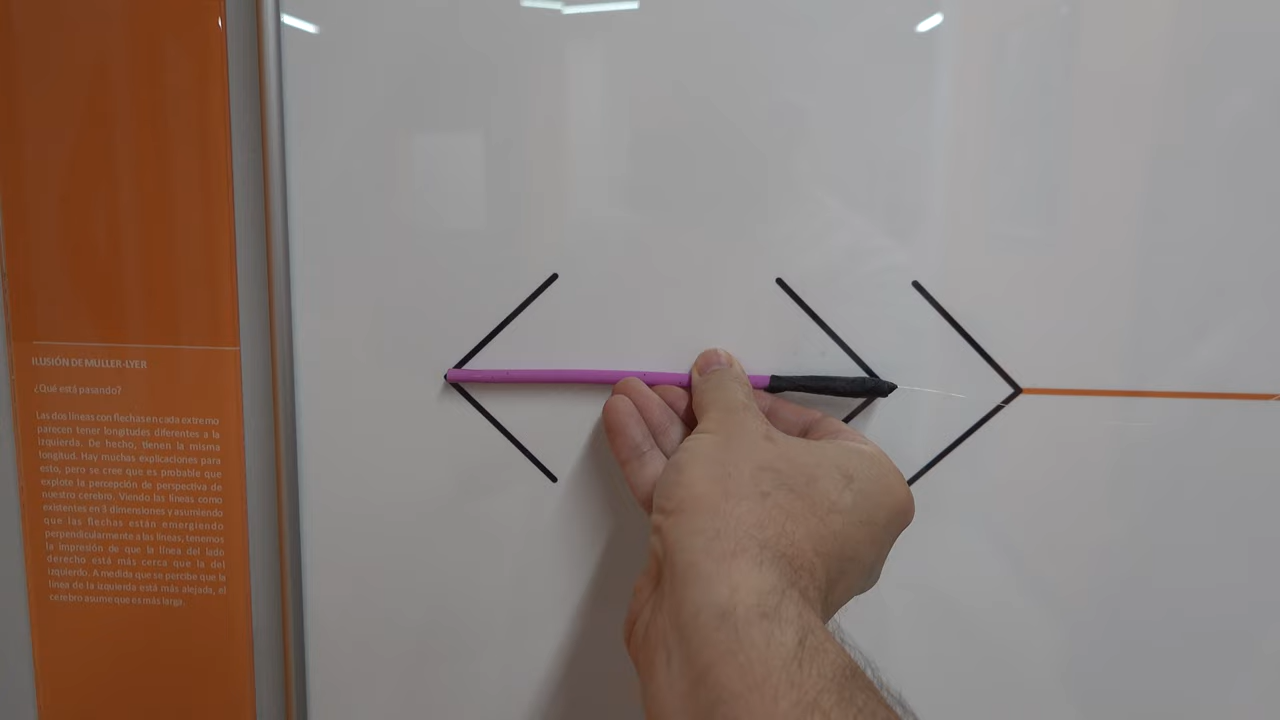 ILUSIÓN DE MULLER-LYER
¿Qué está pasando?
Las dos líneas con flechas en cada extremo
parecen tener longitudes diferentes a la
izquierda. De hecho, tienen la misma
longitud. Hay muchas explicaciones para
esto, pero se cree que es probable que
explote la percepción de perspectiva de
nuestro cerebro. Viendo las líneas como
existentes en 3 dimensiones y asumiendo
que las flechas están emergiendo
perpendicularmente a las líneas, tenemos
la impresión de que la línea del lado
derecho está más cerca que la del
izquierdo. A medida que se percibe que la
línea de la izquierda está más alejada, el
cerebro asume que es más larga.